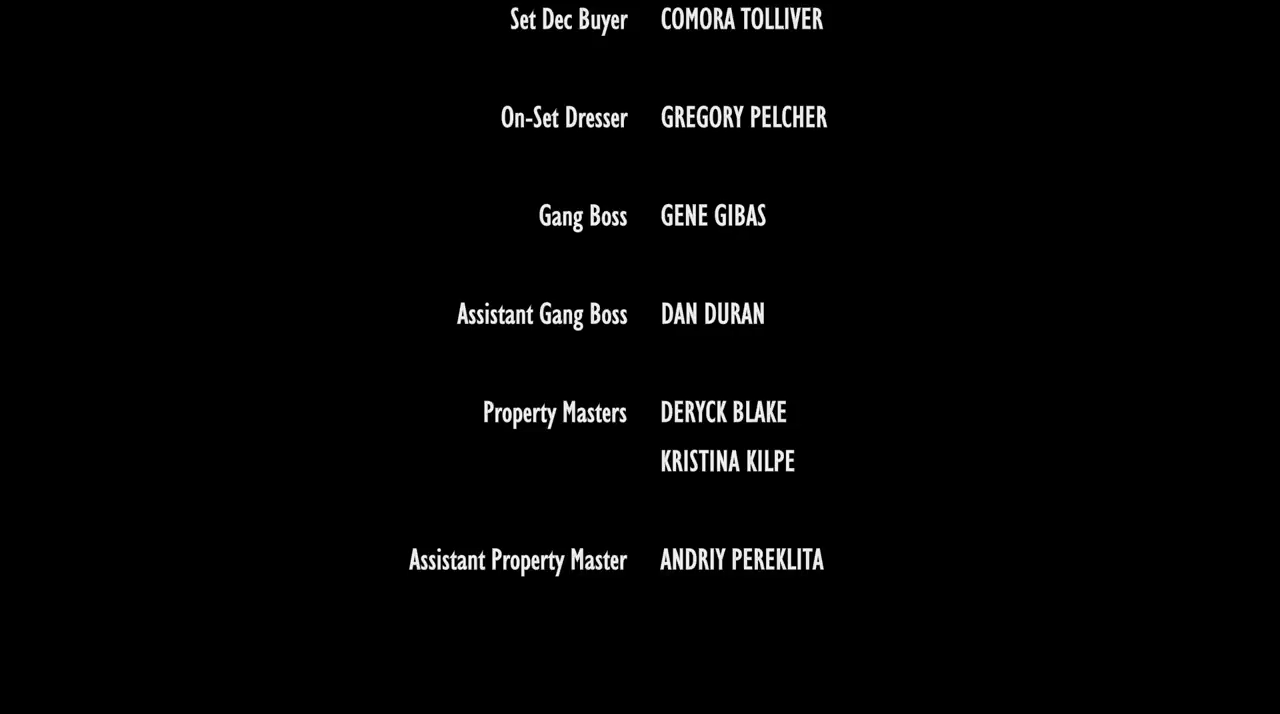 Set Dec Buyer COMORA TOLLIVER
On-Set Dresser GREGORY PELCHER
Gang Boss GENE GIBAS
Assistant Gang Boss DAN DURAN
Property Masters DERYCK BLAKE
KRISTINA KILPE
Assistant Property Master ANDRIY PEREKLITA